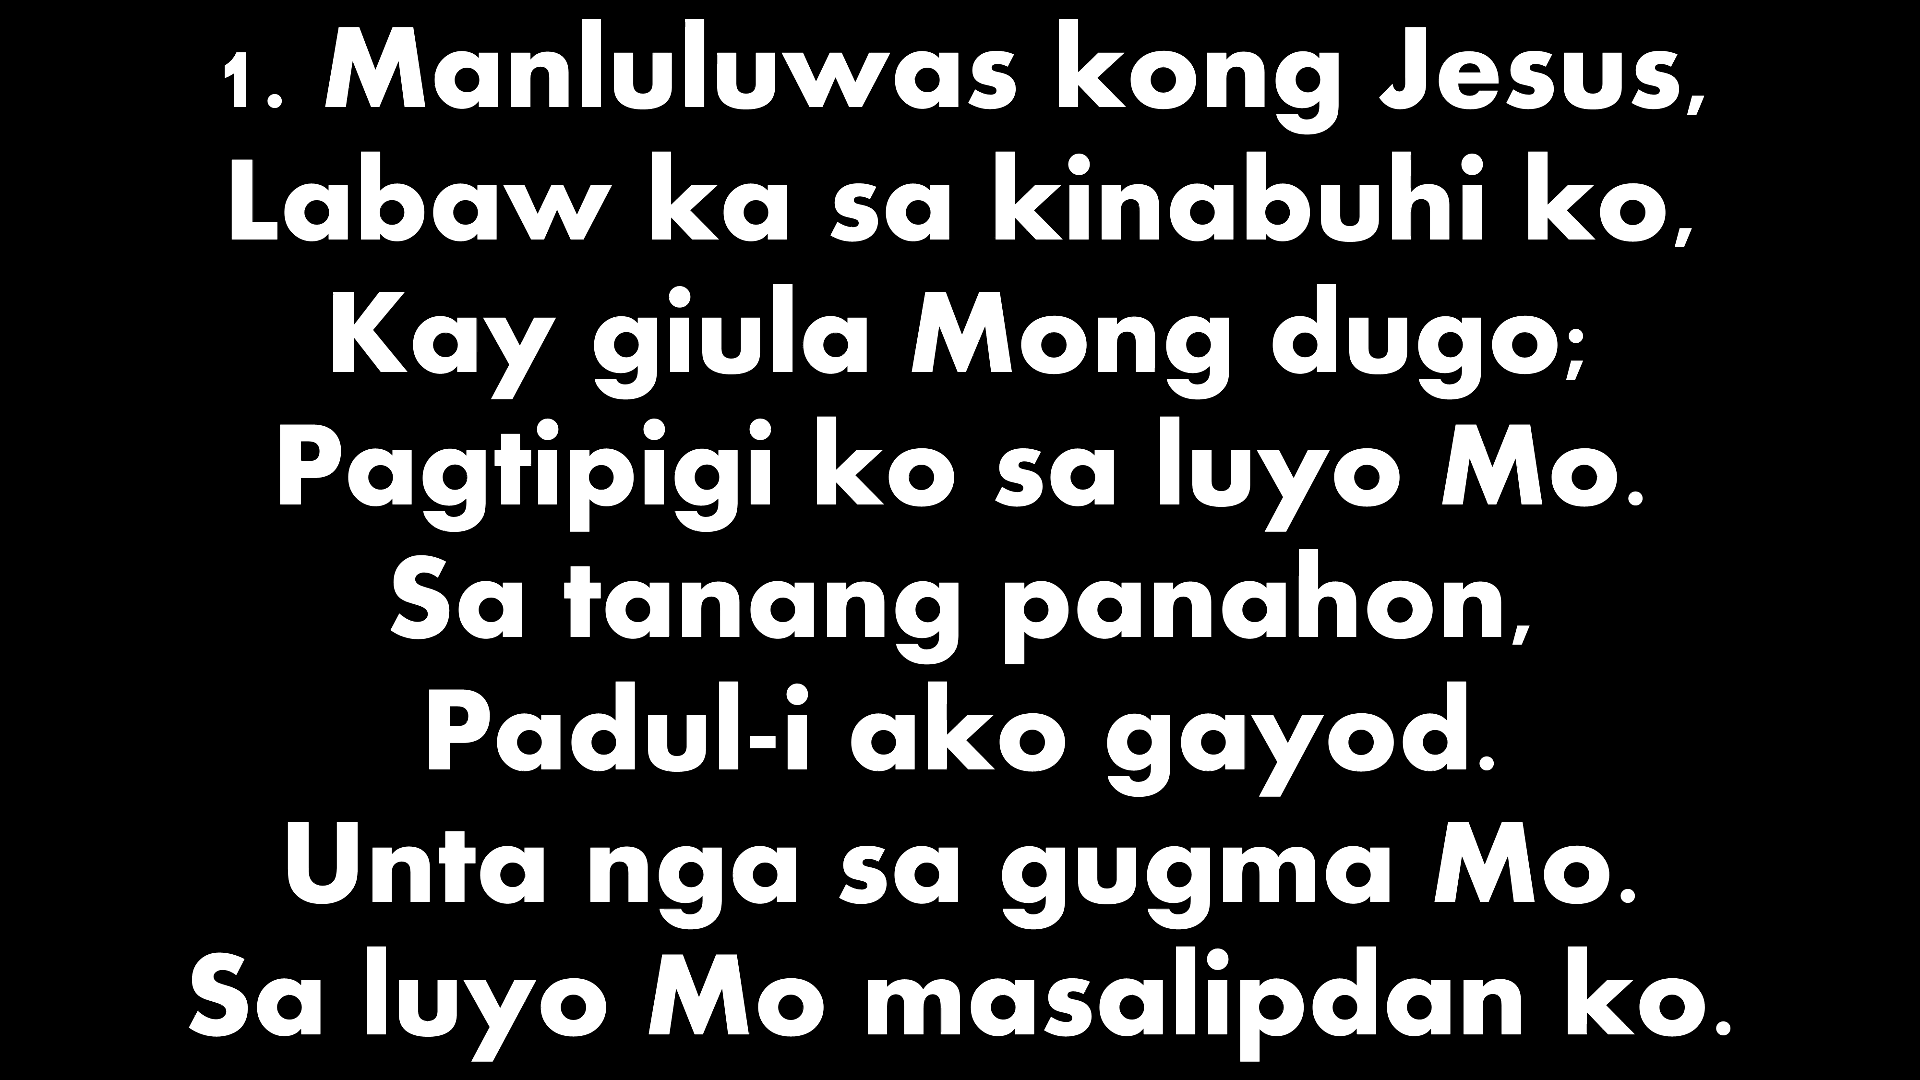 1. Manluluwas kong Jesus,
Labaw ka sa kinabuhi ko,
Kay giula Mong dugo;
Pagtipigi ko sa luyo Mo.
Sa tanang panahon,
Padul-i ako gayod.
Unta nga sa gugma Mo.
Sa luyo Mo masalipdan ko.